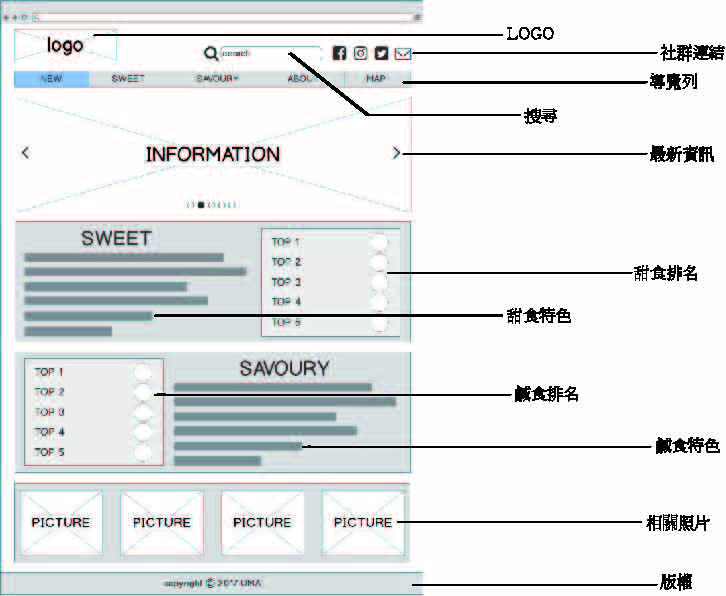 logo
LOGO
search
社群連結
NEW SWEET SAVOURY ABOUT MAP
導覽列
搜尋
INFORMATION
最新資訊
SWEET
TOP 1
TOP 2
TOP 3
TOP 4
TOP 5
甜食排名
甜食特色
TOP 1
TOP 2
TOP 3
TOP 4
TOP 5
SAVOURY
鹹食排名
鹹食特色
PICTURE PICTURE PICTURE PICTURE
相關照片
copyright © 2017 UMA
版權